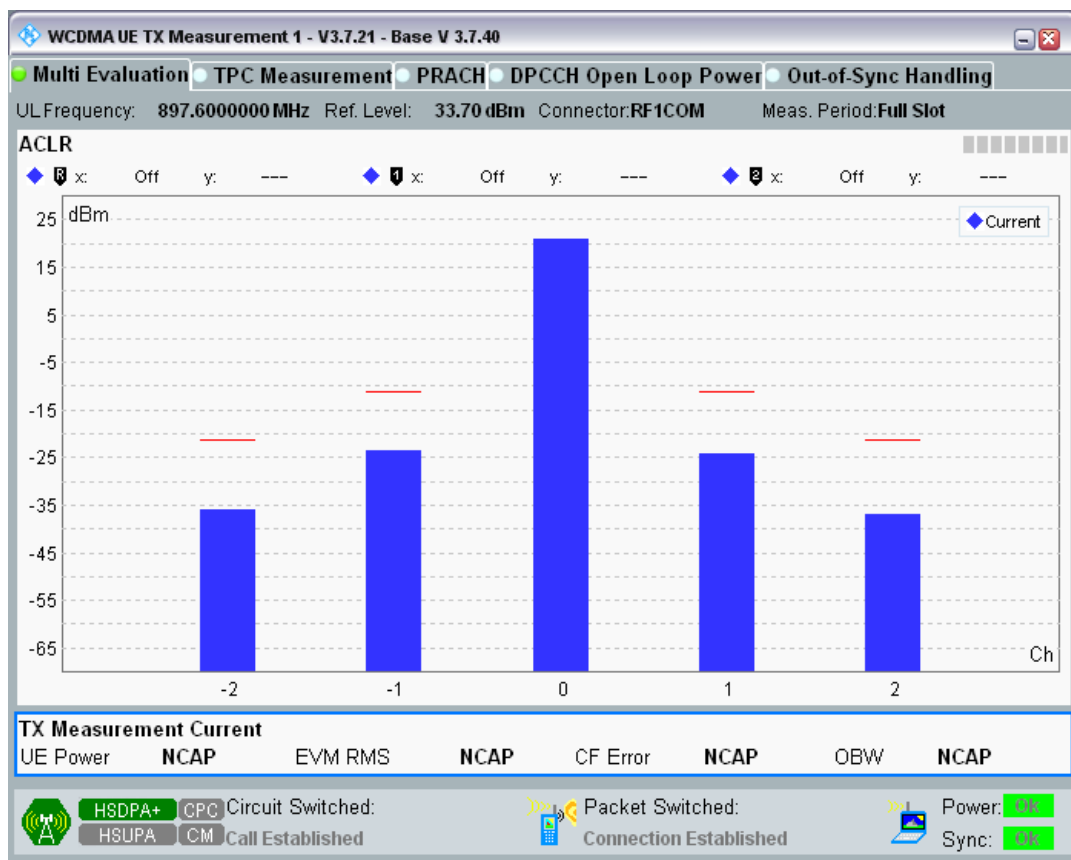 WCDMA UE TX Measurement 1 - V3.7.21 - Base V 3.7.40
Multi Evaluation TPC Measurement PRACH DPCCH Open Loop Power Out-of-Sync Handling
UL Frequency: 897.6000000 MHz Ref. Level: 33.70 dBm Connector:RF1COM Meas. Period:Full Slot
ACLR
R x: Off y: --- 1 x: Off y: --- 2 x: Off y: ---
dBm
Current
25
15
5
-5
-15
-25
-35
-45
-55
-65
Ch
-2 -1 0 1 2
TX Measurement Current
UE Power NCAP EVM RMS NCAP CF Error NCAP OBW NCAP
HSDPA+ CPC Circuit Switched: Packet Switched: Power: OK
HSUPA CM Call Established Connection Established Sync: OK